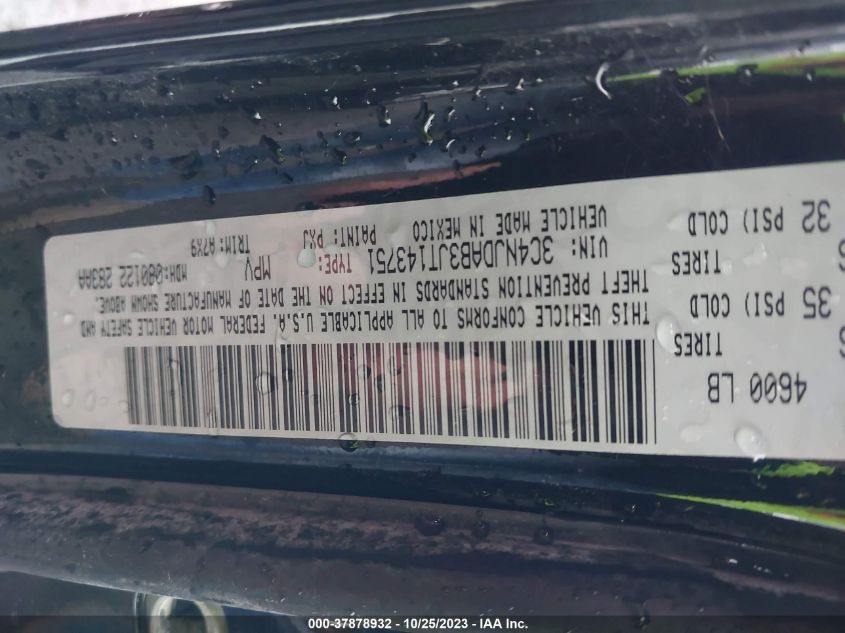 4600 LB
TIRES
35 PSI) COLD
TIRES
32 PSI) COLD
THIS VEHICLE CONFORMS TO ALL APPLICABLE U.S.A. FEDERAL MOTOR VEHICLE SAFETY AND
THEFT PREVENTION STANDARDS IN EFFECT ON THE DATE OF MANUFACTURE SHOWN ABOVE.
VIN: 3C4NJDAB3JT143751 TYPE: MPV MDH:080122 283AA
VEHICLE MADE IN MEXICO PAINT: PXJ TRIM: A7X9
000-37878932 - 10/25/2023 - IAA Inc.